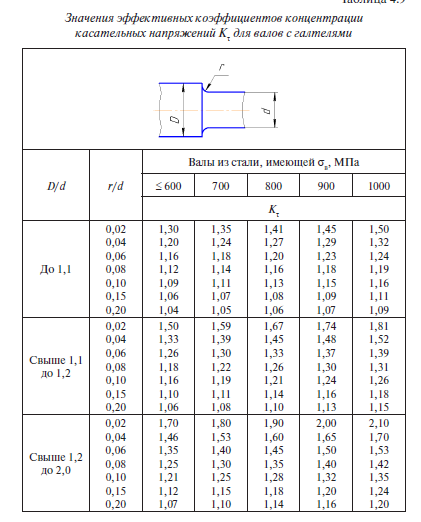 Таблица 4.9
Значения эффективных коэффициентов концентрации
касательных напряжений Kτ для валов с галтелями
r
D
d
D/d r/d Валы из стали, имеющей σв, МПа
≤ 600 700 800 900 1000
Kτ
До 1,1
0,02 1,30 1,35 1,41 1,45 1,50
0,04 1,20 1,24 1,27 1,29 1,32
0,06 1,16 1,18 1,20 1,23 1,24
0,08 1,12 1,14 1,16 1,18 1,19
0,10 1,09 1,11 1,13 1,15 1,16
0,15 1,06 1,07 1,08 1,09 1,11
0,20 1,04 1,05 1,06 1,07 1,09
Свыше 1,1
до 1,2
0,02 1,50 1,59 1,67 1,74 1,81
0,04 1,33 1,39 1,45 1,48 1,52
0,06 1,26 1,30 1,33 1,37 1,39
0,08 1,18 1,22 1,26 1,30 1,31
0,10 1,16 1,19 1,21 1,24 1,26
0,15 1,10 1,11 1,14 1,16 1,18
0,20 1,06 1,08 1,10 1,13 1,15
Свыше 1,2
до 2,0
0,02 1,70 1,80 1,90 2,00 2,10
0,04 1,46 1,53 1,60 1,65 1,70
0,06 1,35 1,40 1,45 1,50 1,53
0,08 1,25 1,30 1,35 1,40 1,42
0,10 1,21 1,25 1,28 1,32 1,35
0,15 1,12 1,15 1,18 1,20 1,24
0,20 1,07 1,10 1,14 1,16 1,20